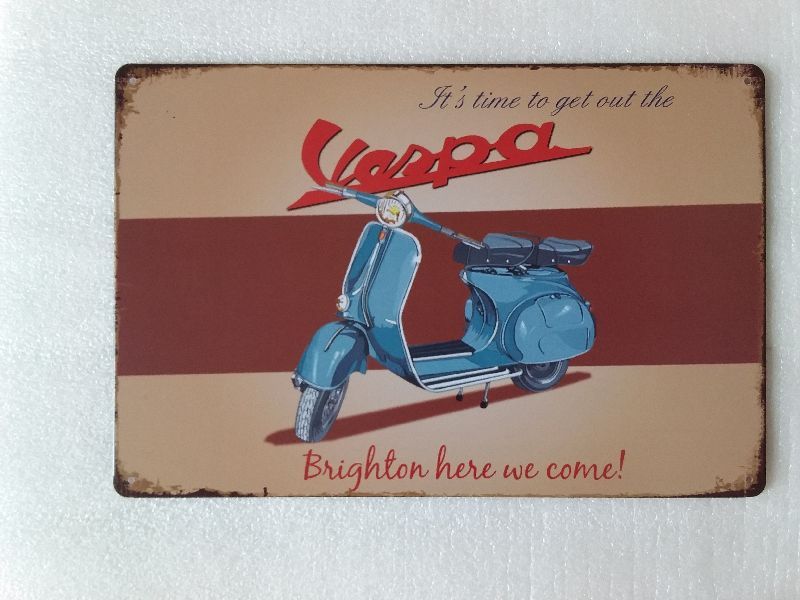 It's time to get out the
Vespa
Brighton here we come!